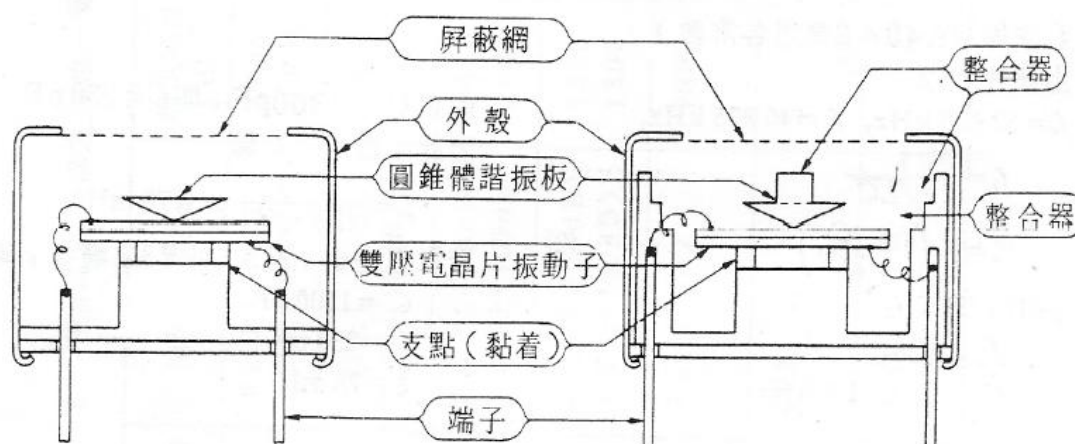 屏蔽網
整合器
外殼
圓錐體諧振板
整合器
雙壓電晶片振動子
支點(黏着)
端子